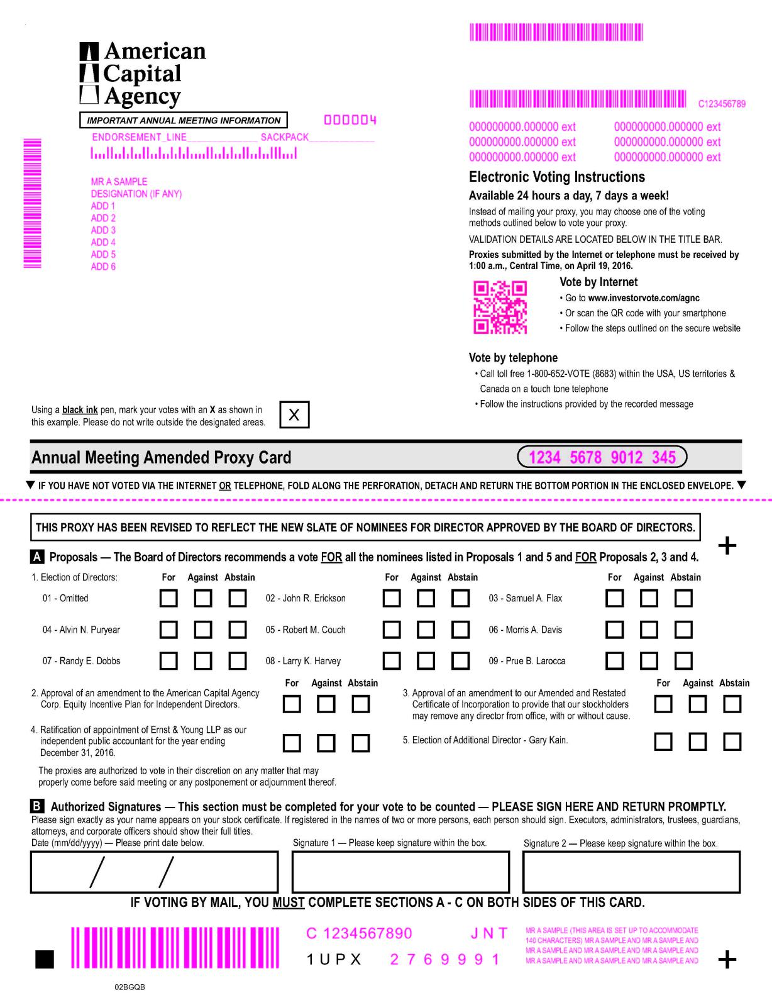 American
Capital
Agency
IMPORTANT ANNUAL MEETING INFORMATION
000004
ENDORSEMENT_LINE______________ SACKPACK_____________
MR A SAMPLE
DESIGNATION (IF ANY)
ADD 1
ADD 2
ADD 3
ADD 4
ADD 5
ADD 6
C123456789
000000000.000000 ext 000000000.000000 ext
000000000.000000 ext 000000000.000000 ext
000000000.000000 ext 000000000.000000 ext
Electronic Voting Instructions
Available 24 hours a day, 7 days a week!
Instead of mailing your proxy, you may choose one of the voting
methods outlined below to vote your proxy.
VALIDATION DETAILS ARE LOCATED BELOW IN THE TITLE BAR.
Proxies submitted by the Internet or telephone must be received by
1:00 a.m., Central Time, on April 19, 2016.
Vote by Internet
• Go to www.investorvote.com/agnc
• Or scan the QR code with your smartphone
• Follow the steps outlined on the secure website
Vote by telephone
• Call toll free 1-800-652-VOTE (8683) within the USA, US territories &
Canada on a touch tone telephone
• Follow the instructions provided by the recorded message
Using a black ink pen, mark your votes with an X as shown in
this example. Please do not write outside the designated areas.
X
Annual Meeting Amended Proxy Card
1234 5678 9012 345
▼ IF YOU HAVE NOT VOTED VIA THE INTERNET OR TELEPHONE, FOLD ALONG THE PERFORATION, DETACH AND RETURN THE BOTTOM PORTION IN THE ENCLOSED ENVELOPE. ▼
THIS PROXY HAS BEEN REVISED TO REFLECT THE NEW SLATE OF NOMINEES FOR DIRECTOR APPROVED BY THE BOARD OF DIRECTORS.
+
A Proposals — The Board of Directors recommends a vote FOR all the nominees listed in Proposals 1 and 5 and FOR Proposals 2, 3 and 4.
1. Election of Directors: For Against Abstain For Against Abstain For Against Abstain
01 - Omitted 02 - John R. Erickson 03 - Samuel A. Flax
04 - Alvin N. Puryear 05 - Robert M. Couch 06 - Morris A. Davis
07 - Randy E. Dobbs 08 - Larry K. Harvey 09 - Prue B. Larocca
For Against Abstain
2. Approval of an amendment to the American Capital Agency
Corp. Equity Incentive Plan for Independent Directors.
For Against Abstain
3. Approval of an amendment to our Amended and Restated
Certificate of Incorporation to provide that our stockholders
may remove any director from office, with or without cause.
4. Ratification of appointment of Ernst & Young LLP as our
independent public accountant for the year ending
December 31, 2016.
5. Election of Additional Director - Gary Kain.
The proxies are authorized to vote in their discretion on any matter that may
properly come before said meeting or any postponement or adjournment thereof.
B Authorized Signatures — This section must be completed for your vote to be counted — PLEASE SIGN HERE AND RETURN PROMPTLY.
Please sign exactly as your name appears on your stock certificate. If registered in the names of two or more persons, each person should sign. Executors, administrators, trustees, guardians,
attorneys, and corporate officers should show their full titles.
Date (mm/dd/yyyy) — Please print date below. Signature 1 — Please keep signature within the box. Signature 2 — Please keep signature within the box.
/ /
IF VOTING BY MAIL, YOU MUST COMPLETE SECTIONS A - C ON BOTH SIDES OF THIS CARD.
C 1234567890 J N T
1 U P X 2 7 6 9 9 9 1
MR A SAMPLE (THIS AREA IS SET UP TO ACCOMMODATE
140 CHARACTERS) MR A SAMPLE AND MR A SAMPLE AND
MR A SAMPLE AND MR A SAMPLE AND MR A SAMPLE AND
MR A SAMPLE AND MR A SAMPLE AND MR A SAMPLE AND
+
02BGQB